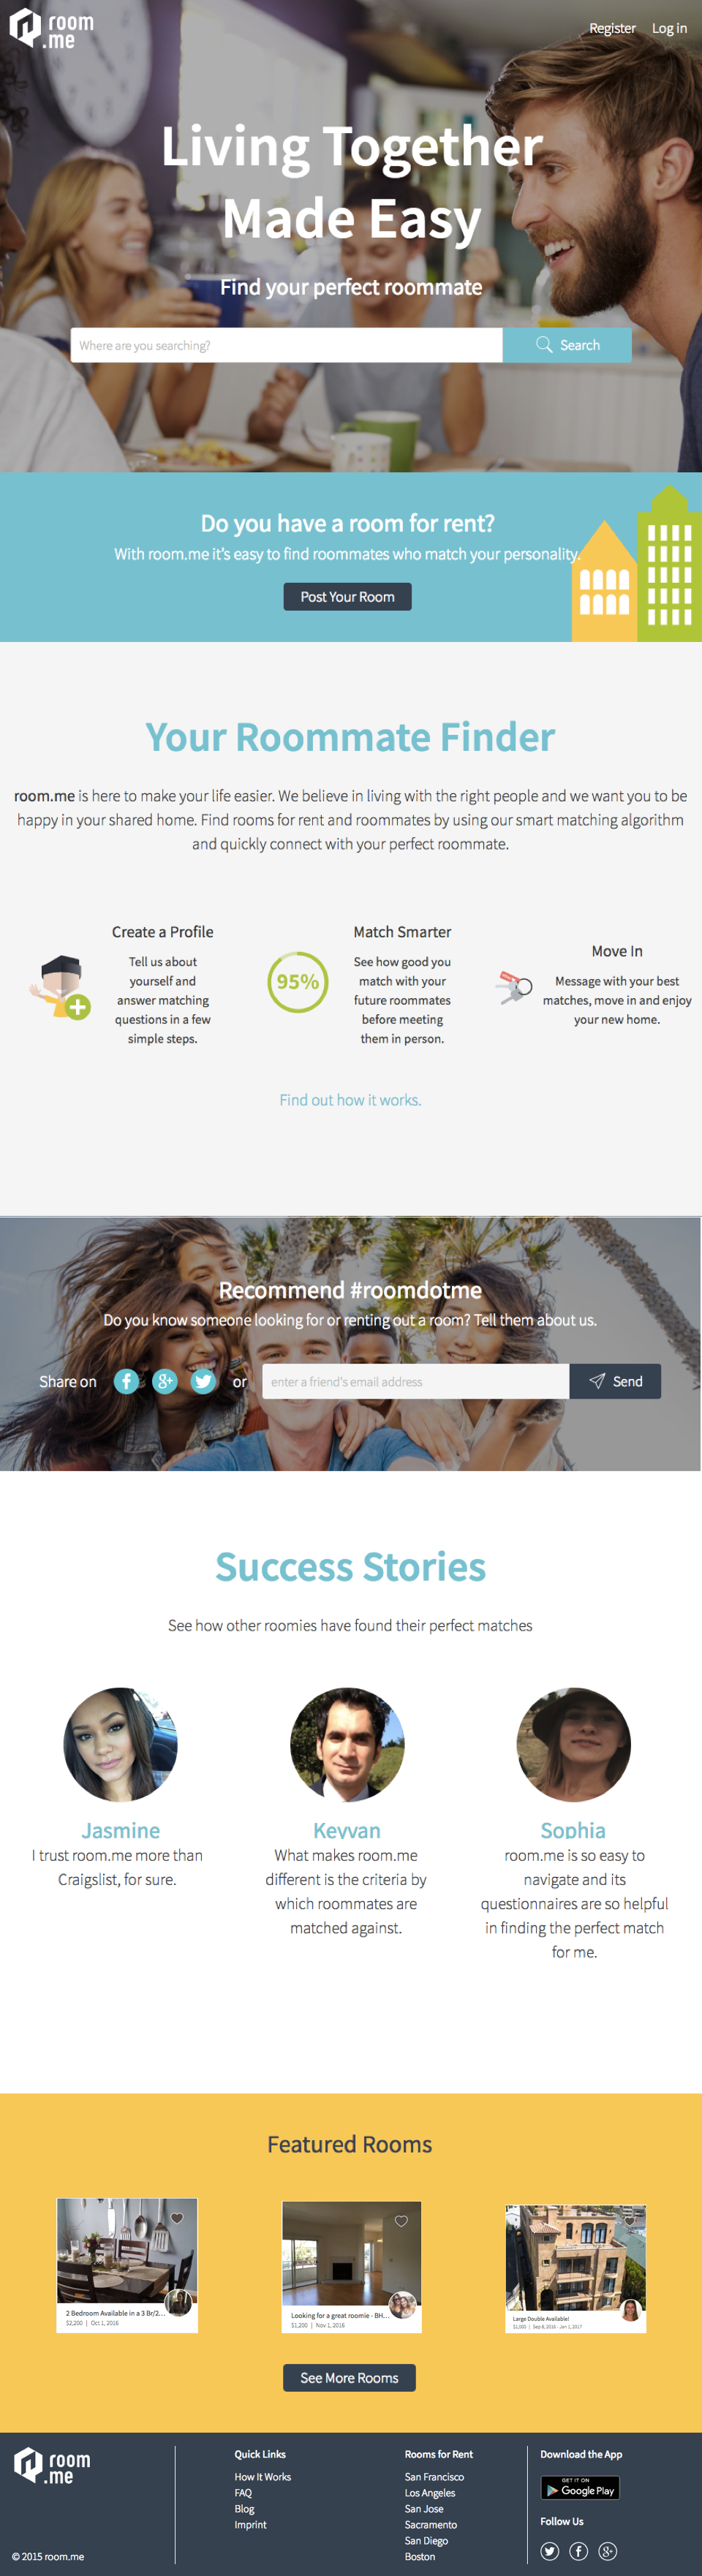 room
.me
Register Log in
Living Together
Made Easy
Find your perfect roommate
Where are you searching?
Search
Do you have a room for rent?
With room.me it's easy to find roommates who match your personality.
Post Your Room
Your Roommate Finder
room.me is here to make your life easier. We believe in living with the right people and we want you to be
happy in your shared home. Find rooms for rent and roommates by using our smart matching algorithm
and quickly connect with your perfect roommate.
Create a Profile
Tell us about
yourself and
answer matching
questions in a few
simple steps.
95%
Match Smarter
See how good you
match with your
future roommates
before meeting
them in person.
Move In
Message with your best
matches, move in and enjoy
your new home.
Find out how it works.
Recommend #roomdotme
Do you know someone looking for or renting out a room? Tell them about us.
Share on
f
g+
or
enter a friend's email address
Send
Success Stories
See how other roomies have found their perfect matches
Jasmine
I trust room.me more than
Craigslist, for sure.
Keyvan
What makes room.me
different is the criteria by
which roommates are
matched against.
Sophia
room.me is so easy to
navigate and its
questionnaires are so helpful
in finding the perfect match
for me.
Featured Rooms
2 Bedroom Available in a 3 Br/2...
$2,200 | Oct 1, 2016
Looking for a great roomie - BH...
$1,200 | Nov 1, 2016
Large Double Available!
$1,000 | Sep 8, 2016 - Jan 1, 2017
See More Rooms
room
.me
© 2015 room.me
Quick Links
How It Works
FAQ
Blog
Imprint
Rooms for Rent
San Francisco
Los Angeles
San Jose
Sacramento
San Diego
Boston
Download the App
GET IT ON
Google Play
Follow Us
f
g+